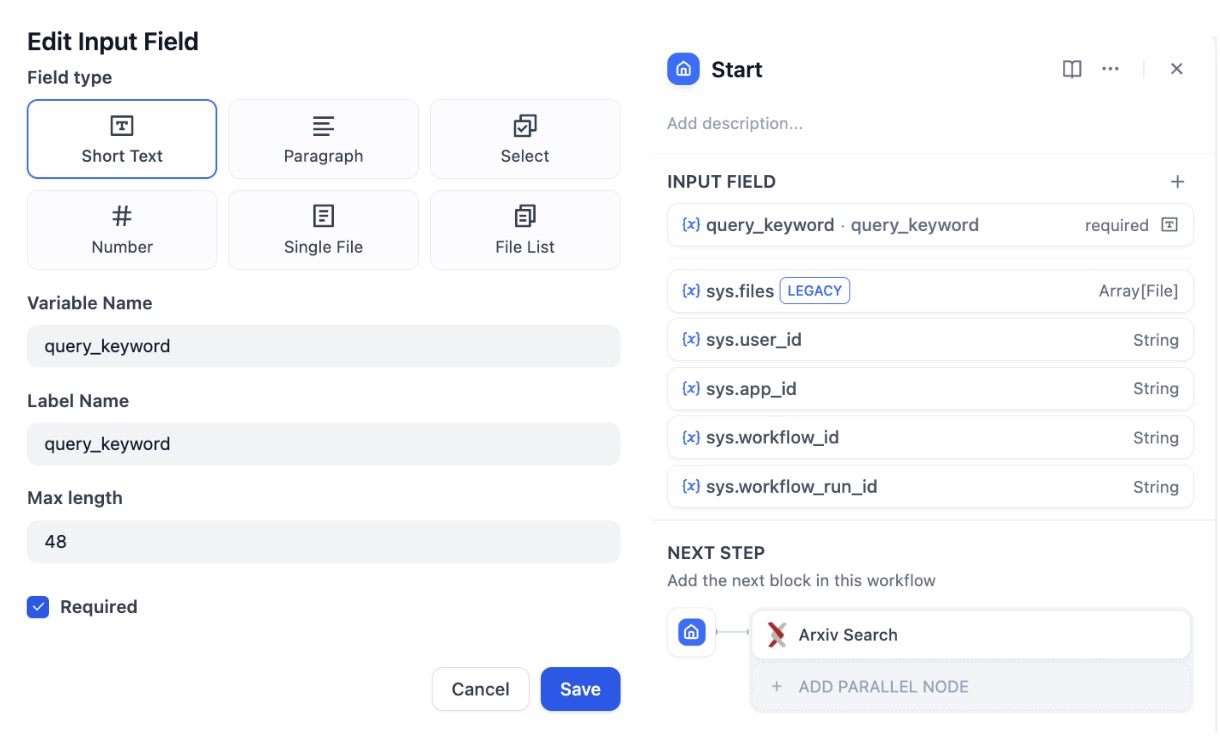 Edit Input Field
Field type
Short Text
Paragraph
Select
Number
Single File
File List
Variable Name
query_keyword
Label Name
query_keyword
Max length
48
Required
Cancel
Save
Start
Add description...
INPUT FIELD
{x} query_keyword · query_keyword required
{x} sys.files LEGACY Array[File]
{x} sys.user_id String
{x} sys.app_id String
{x} sys.workflow_id String
{x} sys.workflow_run_id String
NEXT STEP
Add the next block in this workflow
Arxiv Search
+ ADD PARALLEL NODE